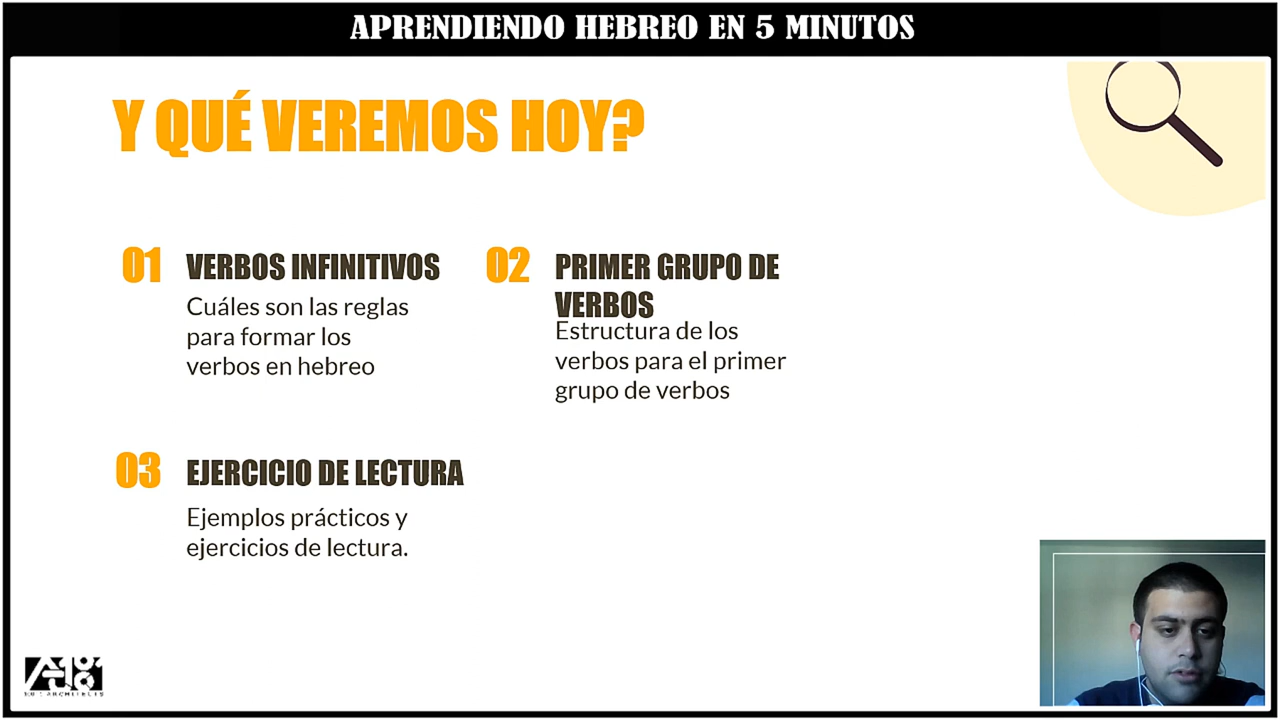 APRENDIENDO HEBREO EN 5 MINUTOS
Y QUÉ VEREMOS HOY?
01 VERBOS INFINITIVOS
Cuáles son las reglas
para formar los
verbos en hebreo
02 PRIMER GRUPO DE
VERBOS
Estructura de los
verbos para el primer
grupo de verbos
03 EJERCICIO DE LECTURA
Ejemplos prácticos y
ejercicios de lectura.